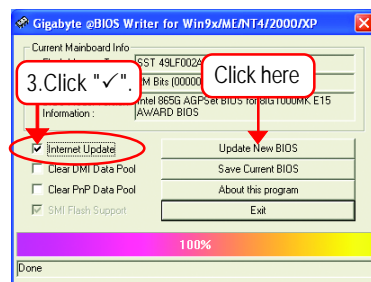 Gigabyte @BIOS Writer for Win9x/ME/NT4/2000/XP
Current Mainboard Info
SST 49LF002A
3.Click "✓".
M Bits (00000
Click here
Intel 865G AGPSet BIOS for 8IG1000MK E15
Information : AWARD BIOS
Internet Update
Update New BIOS
Clear DMI Data Pool
Save Current BIOS
Clear PnP Data Pool
About this program
SMI Flash Support
Exit
100%
Done